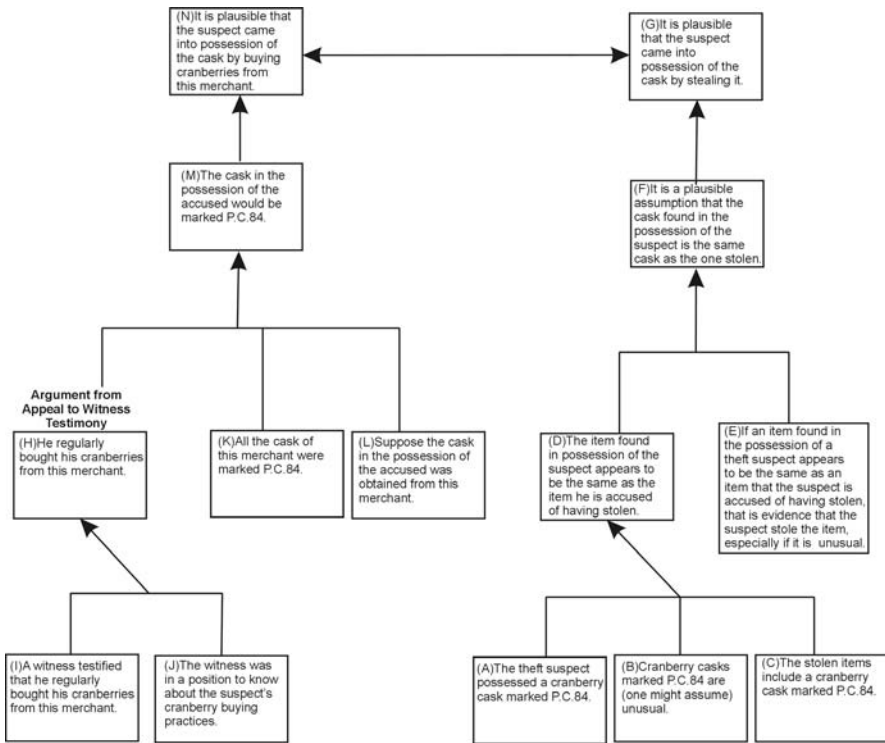 (N)It is plausible that
the suspect came
into possession of
the cask by buying
cranberries from
this merchant.
(G)It is plausible
that the suspect
came into
possession of the
cask by stealing it.
(M)The cask in the
possession of the
accused would be
marked P.C.84.
(F)It is a plausible
assumption that the
cask found in the
possession of the
suspect is the same
cask as the one stolen.
Argument from
Appeal to Witness
Testimony
(H)He regularly
bought his cranberries
from this merchant.
(K)All the cask of
this merchant were
marked P.C.84.
(L)Suppose the cask
in the possession of
the accused was
obtained from this
merchant.
(D)The item found
in possession of the
suspect appears to
be the same as the
item he is accused
of having stolen.
(E)If an item found in
the possession of a
theft suspect appears
to be the same as an
item that the suspect is
accused of having stolen,
that is evidence that the
suspect stole the item,
especially if it is unusual.
(I)A witness testified
that he regularly
bought his cranberries
from this merchant.
(J)The witness was
in a position to know
about the suspect's
cranberry buying
practices.
(A)The theft suspect
possessed a cranberry
cask marked P.C.84.
(B)Cranberry casks
marked P.C.84 are
(one might assume)
unusual.
(C)The stolen items
include a cranberry
cask marked P.C.84.